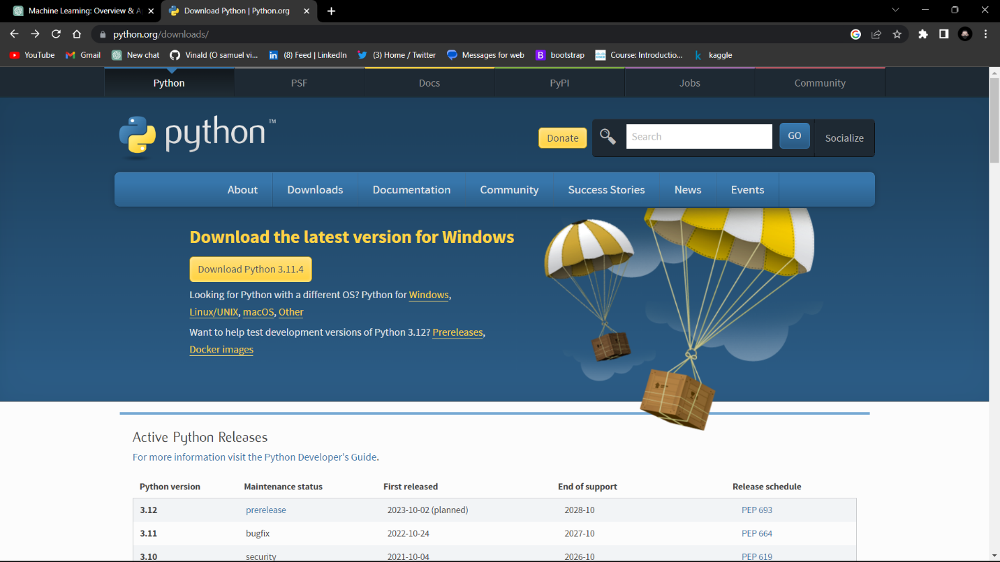 Machine Learning: Overview & A
Download Python | Python.org
python.org/downloads/
YouTube
Gmail
New chat
Vinald (O samuel vi...
(8) Feed | LinkedIn
(3) Home / Twitter
Messages for web
bootstrap
Course: Introductio...
kaggle
Python
PSF
Docs
PyPI
Jobs
Community
python™
Donate
Search
GO
Socialize
About
Downloads
Documentation
Community
Success Stories
News
Events
Download the latest version for Windows
Download Python 3.11.4
Looking for Python with a different OS? Python for Windows,
Linux/UNIX, macOS, Other
Want to help test development versions of Python 3.12? Prereleases,
Docker images
Active Python Releases
For more information visit the Python Developer's Guide.
Python version Maintenance status First released End of support Release schedule
3.12 prerelease 2023-10-02 (planned) 2028-10 PEP 693
3.11 bugfix 2022-10-24 2027-10 PEP 664
3.10 security 2021-10-04 2026-10 PEP 619